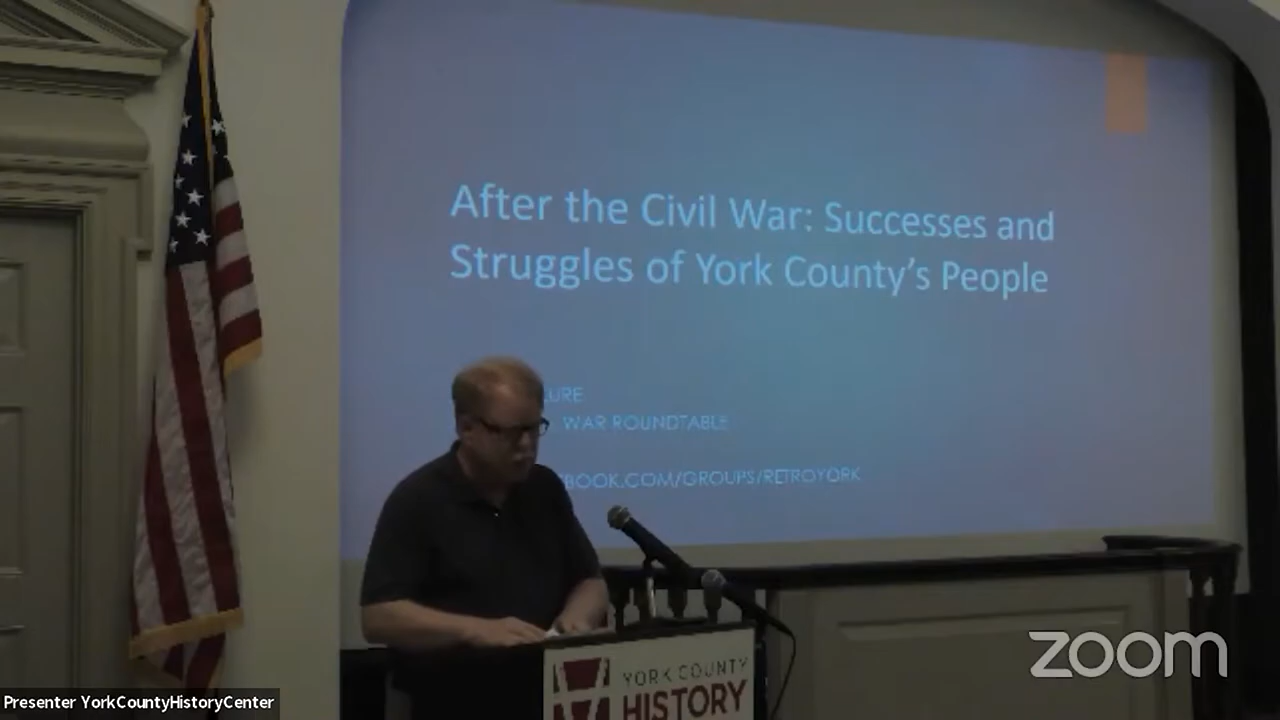 After the Civil War: Successes and
Struggles of York County's People
LURE
WAR ROUNDTABLE
BOOK.COM/GROUPS/RETROYORK
YORK COUNTY
HISTORY
zoom
Presenter YorkCountyHistoryCenter